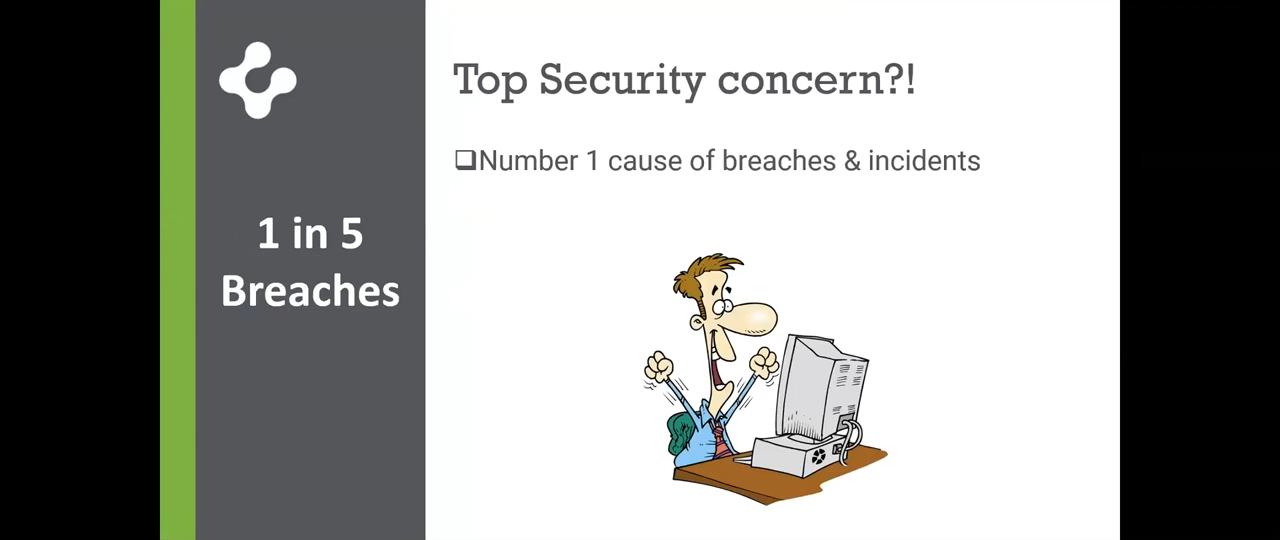 Top Security concern?!
❑Number 1 cause of breaches & incidents
1 in 5
Breaches